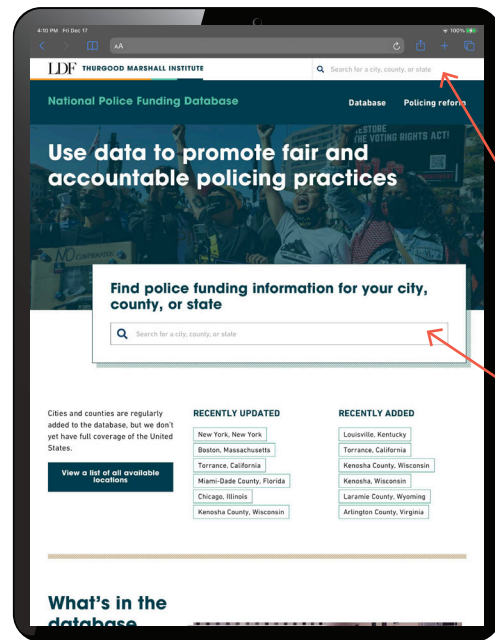 4:10 PM Fri Dec 17
100%
AA
LDF THURGOOD MARSHALL INSTITUTE
Search for a city, county, or state
National Police Funding Database
Database Policing reform
RESTORE
THE VOTING RIGHTS ACT!
Use data to promote fair and
accountable policing practices
NO CONFIRMATION
Find police funding information for your city,
county, or state
Search for a city, county, or state
Cities and counties are regularly
added to the database, but we don't
yet have full coverage of the United
States.
View a list of all available
locations
RECENTLY UPDATED
New York, New York
Boston, Massachusetts
Torrance, California
Miami-Dade County, Florida
Chicago, Illinois
Kenosha County, Wisconsin
RECENTLY ADDED
Louisville, Kentucky
Torrance, California
Kenosha County, Wisconsin
Kenosha, Wisconsin
Laramie County, Wyoming
Arlington County, Virginia
What's in the
database